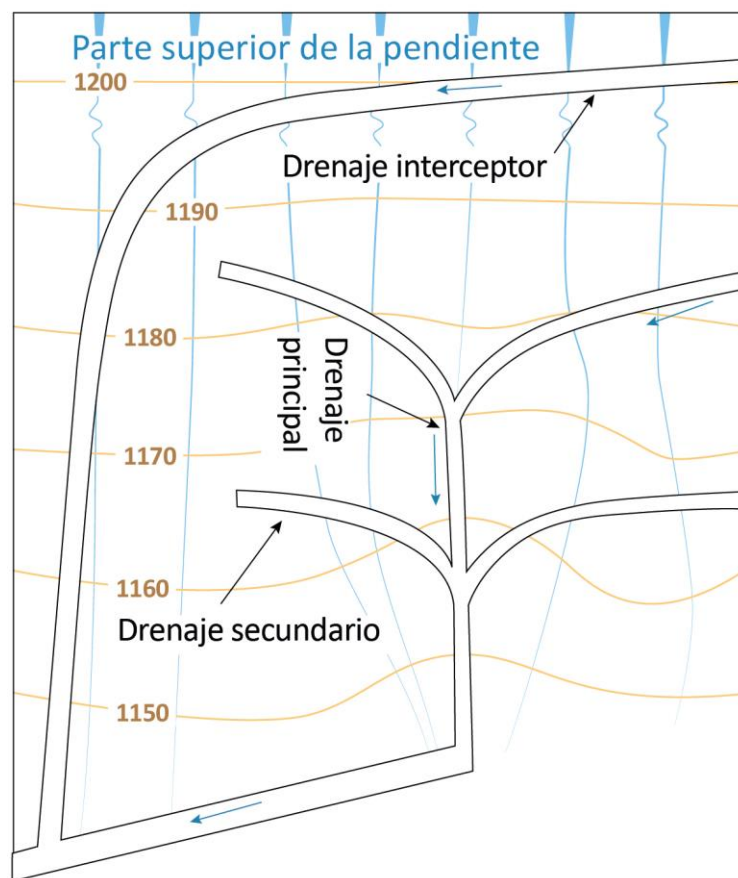 Parte superior de la pendiente
1200
Drenaje interceptor
1190
1180
Drenaje
principal
1170
1160
Drenaje secundario
1150